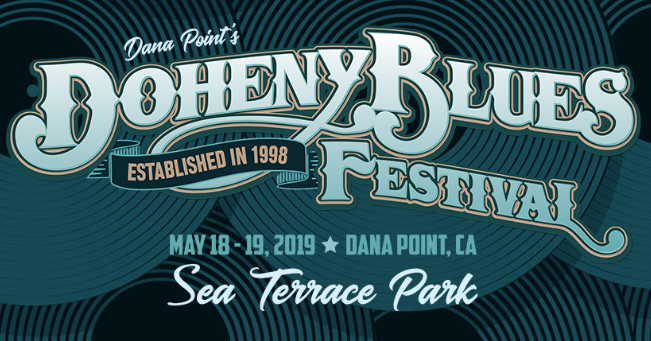 Dana Point's
DOHENY BLUES
ESTABLISHED IN 1998
FESTIVAL
MAY 18 - 19, 2019 ★ DANA POINT, CA
Sea Terrace Park